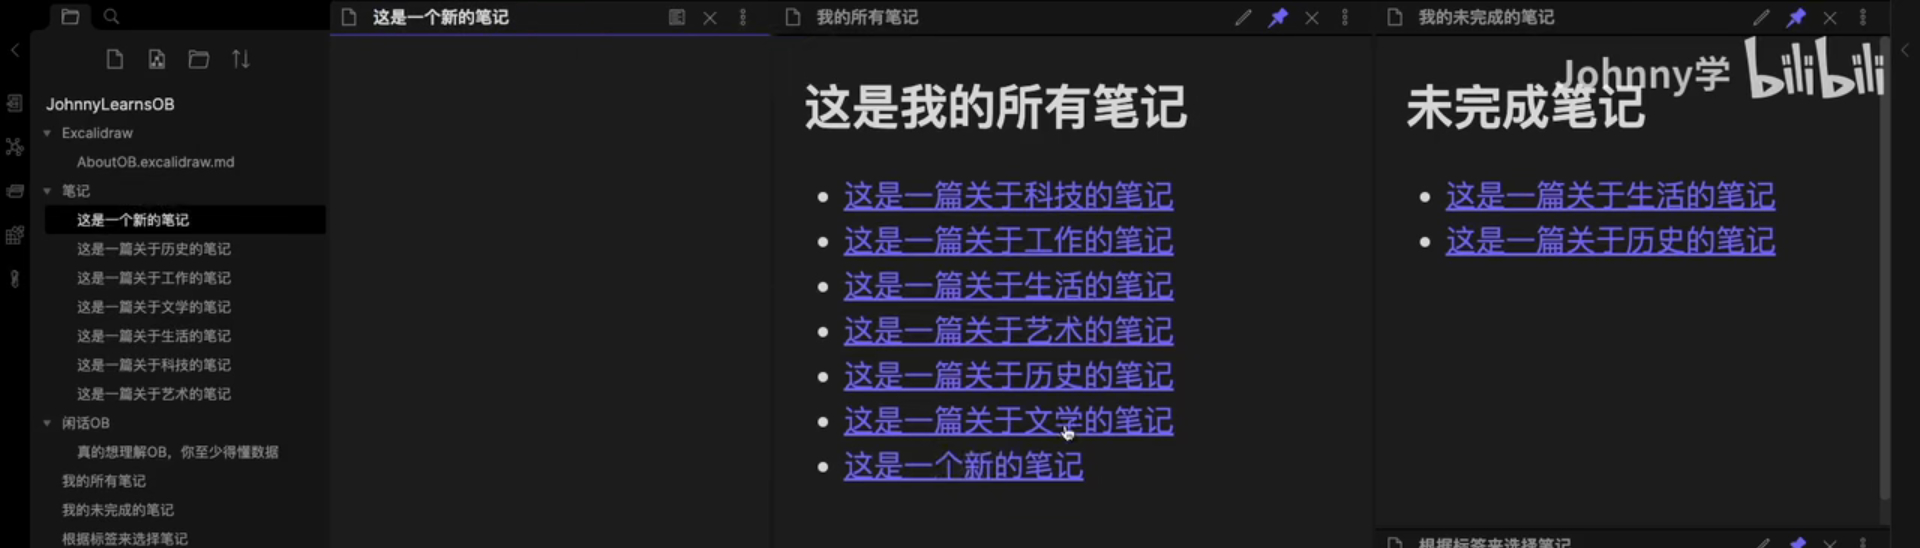 这是一个新的笔记
我的所有笔记
我的未完成的笔记
JohnnyLearnsOB
Excalidraw
AboutOB.excalidraw.md
笔记
这是一个新的笔记
这是一篇关于历史的笔记
这是一篇关于工作的笔记
这是一篇关于文学的笔记
这是一篇关于生活的笔记
这是一篇关于科技的笔记
这是一篇关于艺术的笔记
闲话OB
真的想理解OB，你至少得懂数据
我的所有笔记
我的未完成的笔记
根据标签来选择笔记
这是我的所有笔记
这是一篇关于科技的笔记
这是一篇关于工作的笔记
这是一篇关于生活的笔记
这是一篇关于艺术的笔记
这是一篇关于历史的笔记
这是一篇关于文学的笔记
这是一个新的笔记
Johnny学 bilibili
未完成笔记
这是一篇关于生活的笔记
这是一篇关于历史的笔记
根据标签来选择笔记